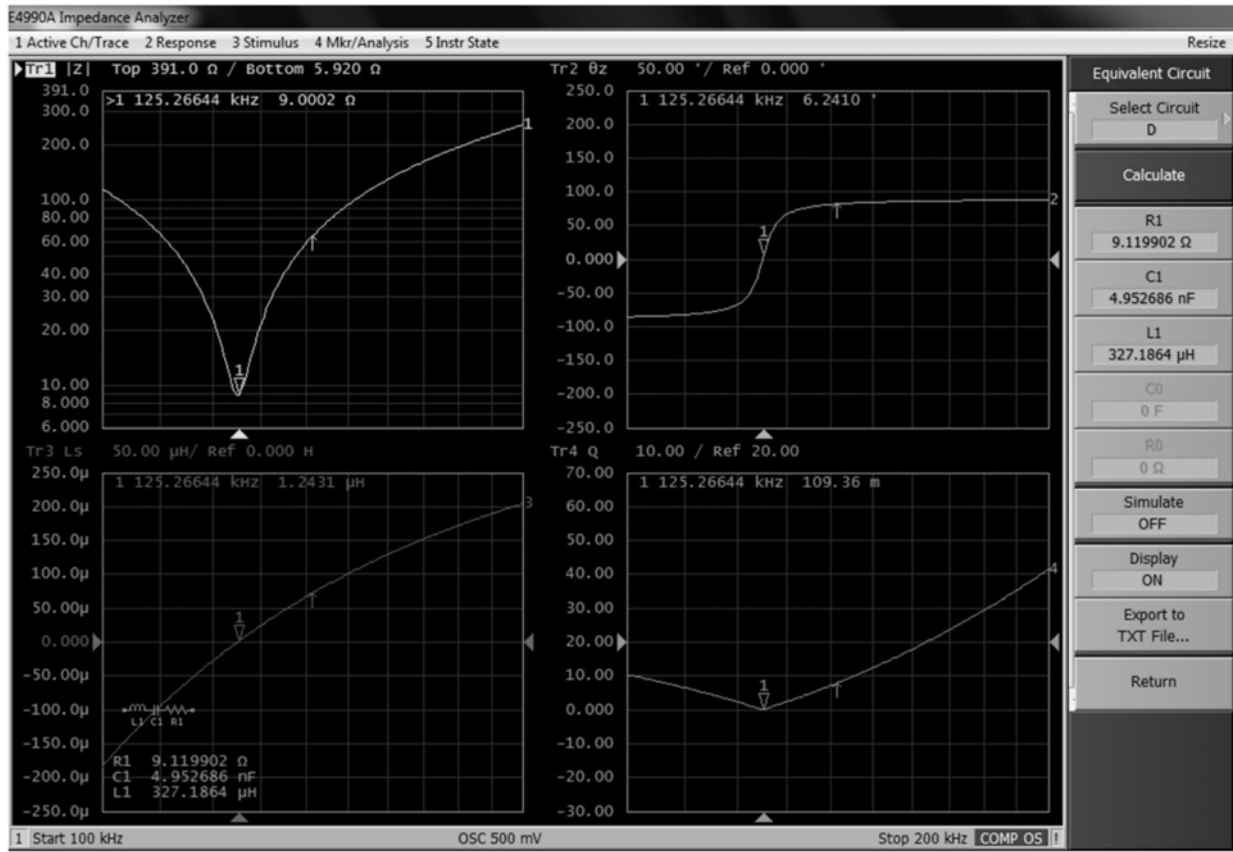 E4990A Impedance Analyzer
1 Active Ch/Trace 2 Response 3 Stimulus 4 Mkr/Analysis 5 Instr State Resize
Tr1 |Z| Top 391.0 Ω / Bottom 5.920 Ω
391.0
300.0
200.0
100.0
80.00
60.00
40.00
30.00
20.00
10.00
8.000
6.000
>1 125.26644 kHz 9.0002 Ω
1
1
Tr2 θz 50.00 °/ Ref 0.000 °
250.0
200.0
150.0
100.0
50.00
0.000
-50.00
-100.0
-150.0
-200.0
-250.0
1 125.26644 kHz 6.2410 °
1
2
Tr3 Ls 50.00 µH/ Ref 0.000 H
250.0µ
200.0µ
150.0µ
100.0µ
50.00µ
0.000
-50.00µ
-100.0µ
-150.0µ
-200.0µ
-250.0µ
1 125.26644 kHz 1.2431 µH
1
3
L1 C1 R1
R1 9.119902 Ω
C1 4.952686 nF
L1 327.1864 µH
Tr4 Q 10.00 / Ref 20.00
70.00
60.00
50.00
40.00
30.00
20.00
10.00
0.000
-10.00
-20.00
-30.00
1 125.26644 kHz 109.36 m
1
4
Equivalent Circuit
Select Circuit
D
Calculate
R1
9.119902 Ω
C1
4.952686 nF
L1
327.1864 µH
C0
0 F
R0
0 Ω
Simulate
OFF
Display
ON
Export to
TXT File...
Return
1 Start 100 kHz OSC 500 mV Stop 200 kHz COMP OS !